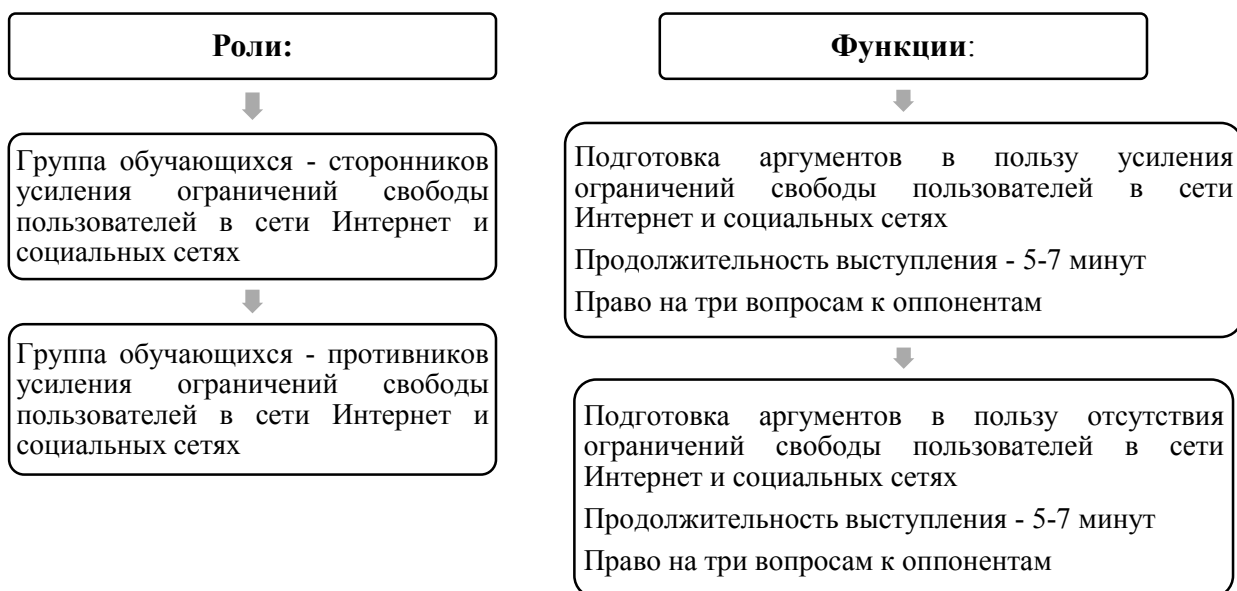 Роли:
Группа обучающихся - сторонников
усиления ограничений свободы
пользователей в сети Интернет и
социальных сетях
Группа обучающихся - противников
усиления ограничений свободы
пользователей в сети Интернет и
социальных сетях
Функции:
Подготовка аргументов в пользу усиления
ограничений свободы пользователей в сети
Интернет и социальных сетях
Продолжительность выступления - 5-7 минут
Право на три вопросам к оппонентам
Подготовка аргументов в пользу отсутствия
ограничений свободы пользователей в сети
Интернет и социальных сетях
Продолжительность выступления - 5-7 минут
Право на три вопросам к оппонентам